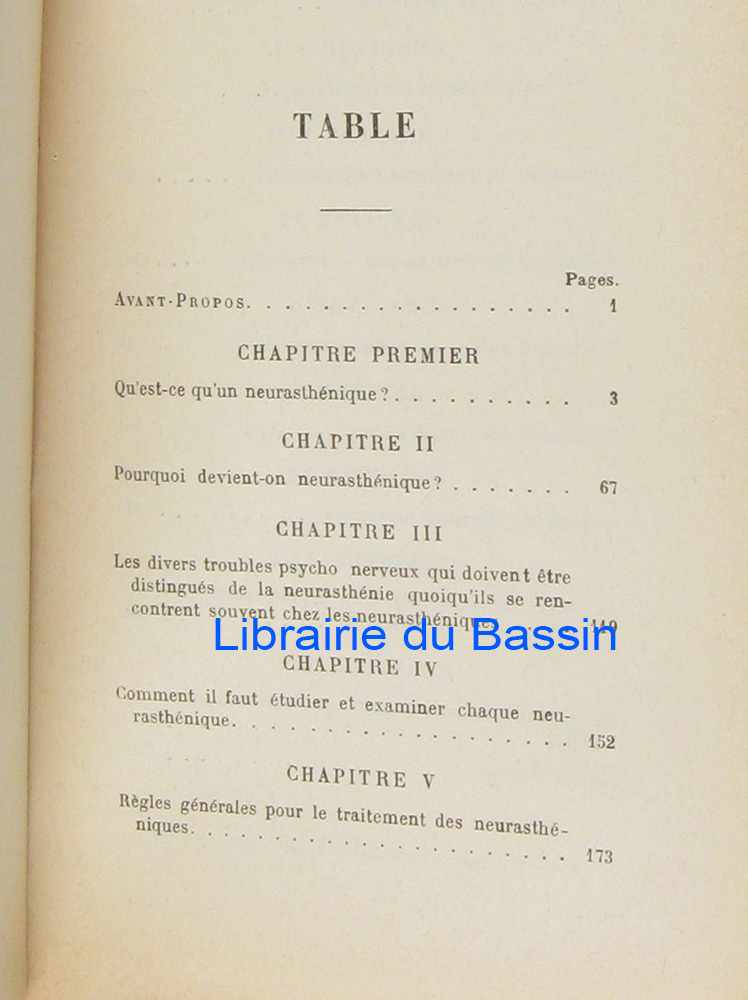 TABLE
Pages.
AVANT-PROPOS. . . . . . . . . . . . . . . . . . 1
CHAPITRE PREMIER
Qu'est-ce qu'un neurasthénique ? . . . . . . . . . . 3
CHAPITRE II
Pourquoi devient-on neurasthénique ? . . . . . . . 67
CHAPITRE III
Les divers troubles psycho nerveux qui doivent être
distingués de la neurasthénie quoiqu'ils se ren-
contrent souvent chez les neurasthéniques . . . .
Librairie du Bassin
CHAPITRE IV
Comment il faut étudier et examiner chaque neu-
rasthénique. . . . . . . . . . . . . . . . . . 152
CHAPITRE V
Règles générales pour le traitement des neurasthé-
niques. . . . . . . . . . . . . . . . . . . . 173